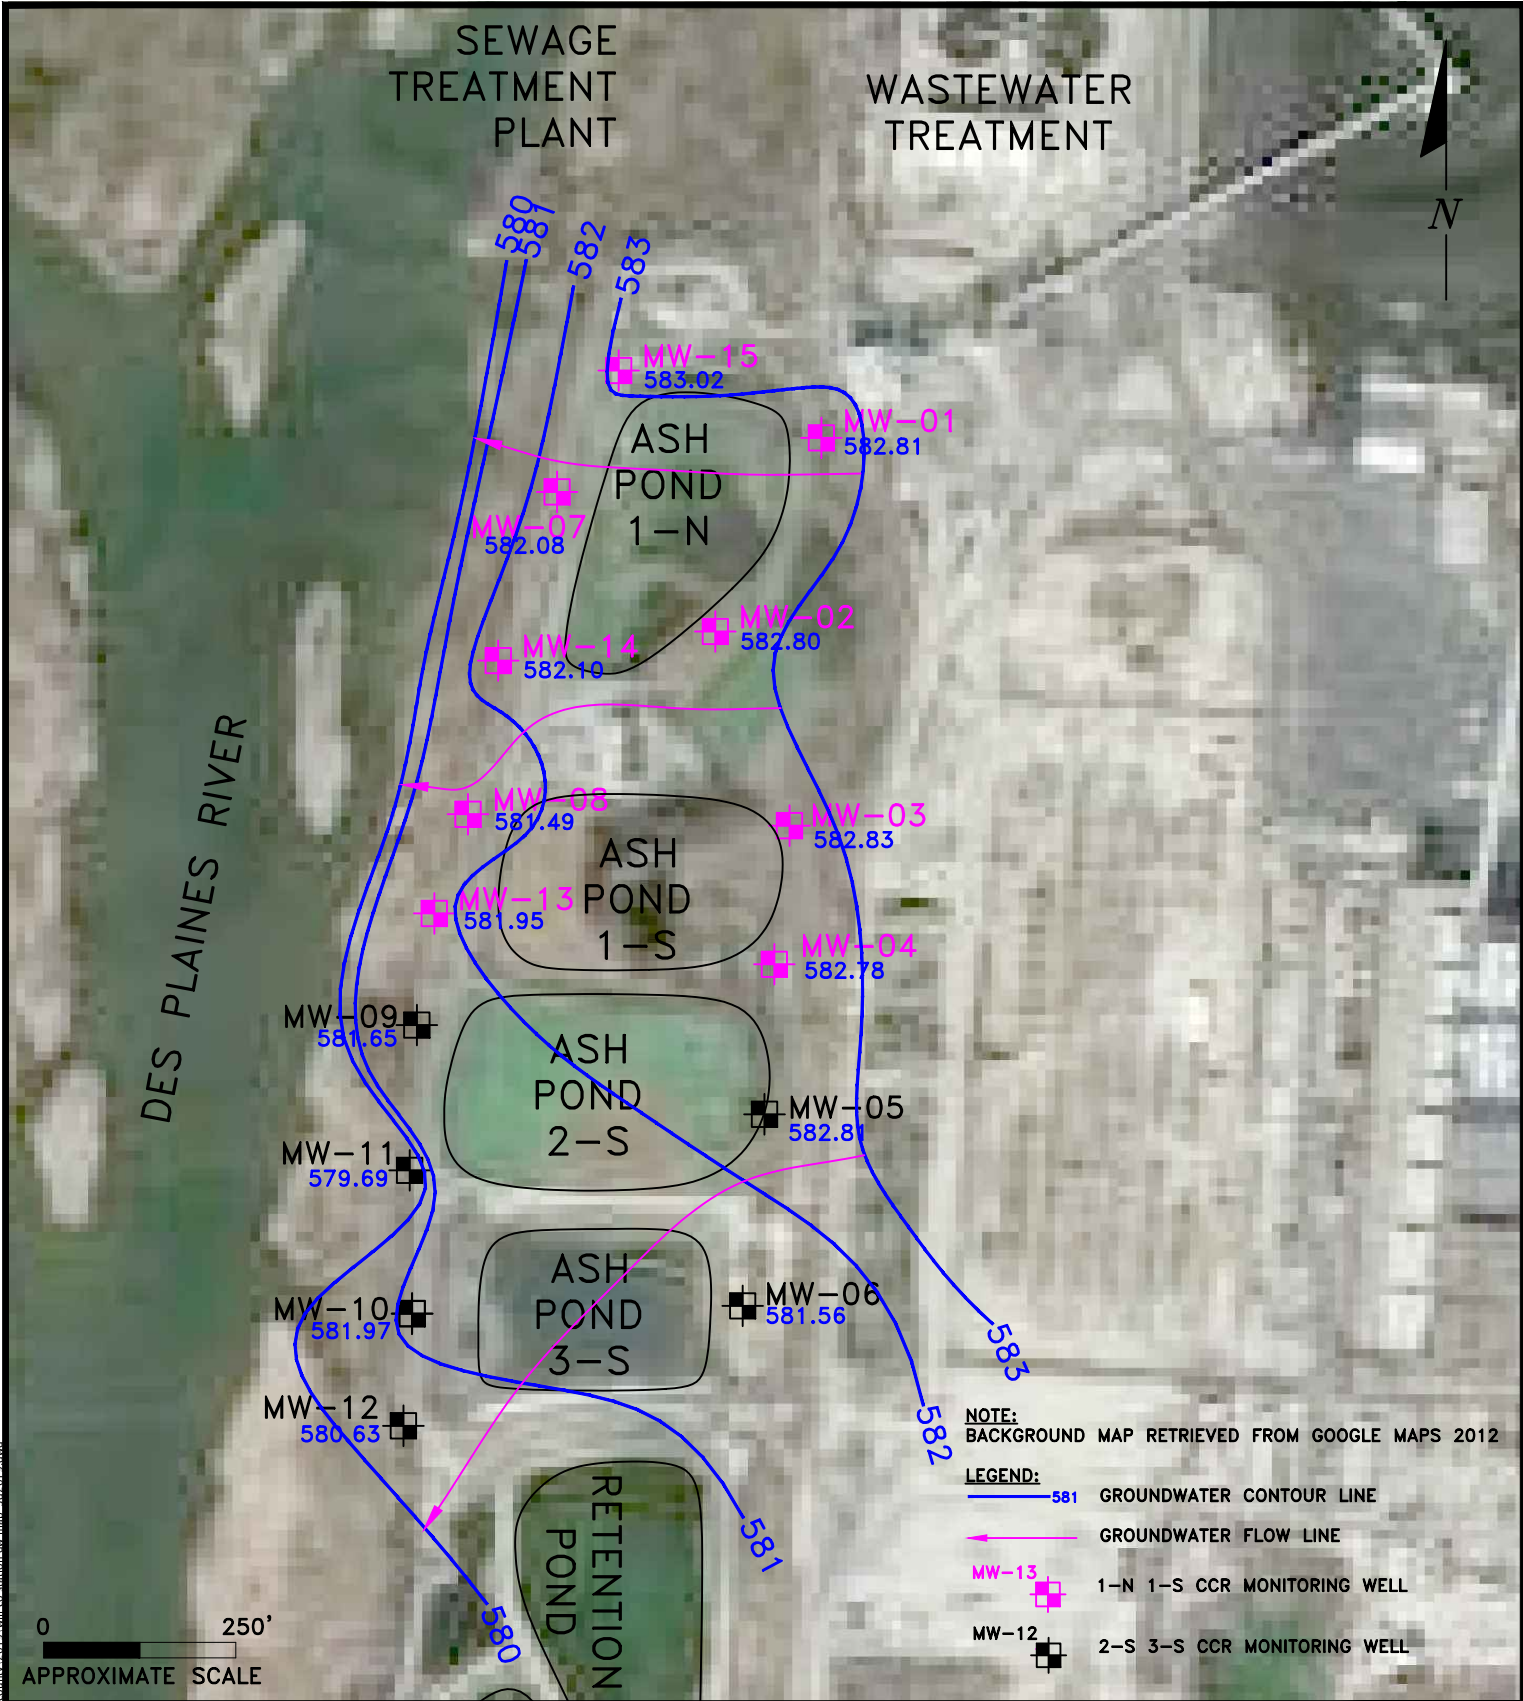 SEWAGE
TREATMENT
PLANT
WASTEWATER
TREATMENT
N
580
581
582
583
MW-15
583.02
MW-01
582.81
ASH
POND
1-N
MW-07
582.08
MW-02
582.80
MW-14
582.10
DES PLAINES RIVER
MW-08
581.49
MW-03
582.83
ASH
POND
1-S
MW-13
581.95
MW-04
582.78
MW-09
581.65
ASH
POND
2-S
MW-05
582.81
MW-11
579.69
ASH
POND
3-S
MW-06
581.56
MW-10
581.97
583
MW-12
580.63
582
581
580
RETENTION
POND
NOTE:
BACKGROUND MAP RETRIEVED FROM GOOGLE MAPS 2012
LEGEND:
581 GROUNDWATER CONTOUR LINE
GROUNDWATER FLOW LINE
MW-13 1-N 1-S CCR MONITORING WELL
MW-12 2-S 3-S CCR MONITORING WELL
0 250'
APPROXIMATE SCALE